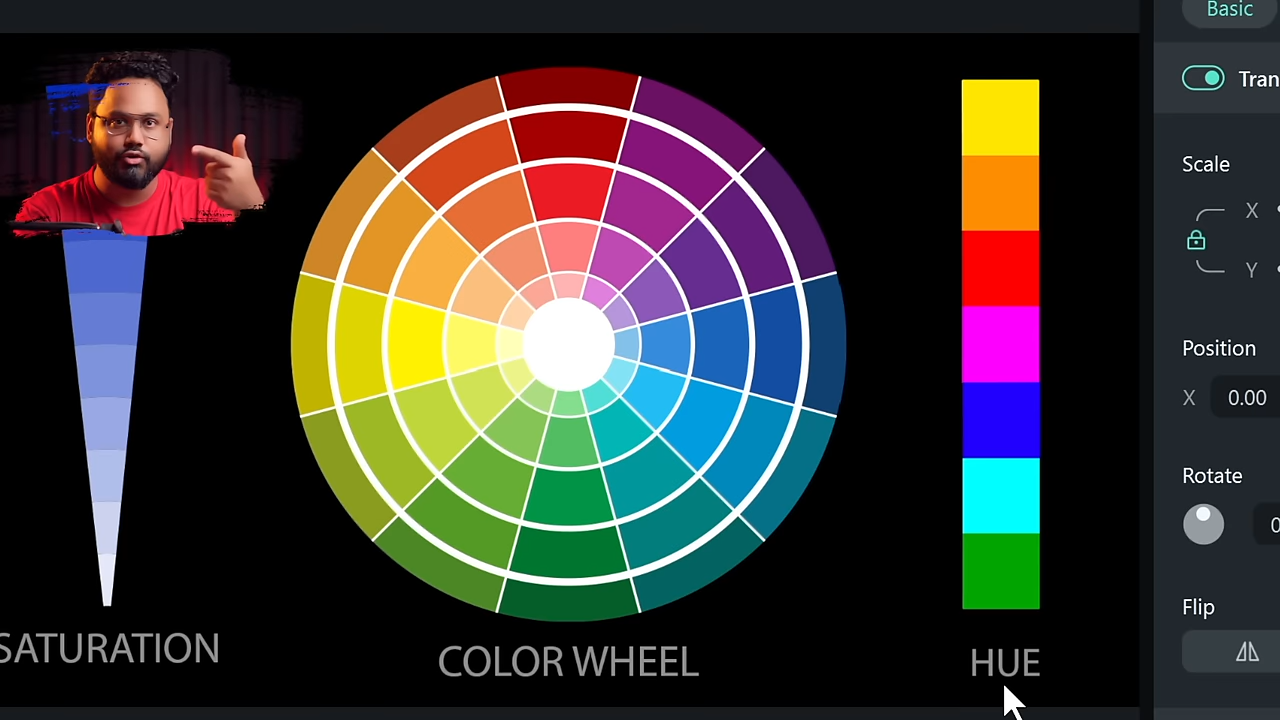 Basic
Tran
Scale
X
Y
Position
X 0.00
Rotate
0
Flip
SATURATION
COLOR WHEEL
HUE